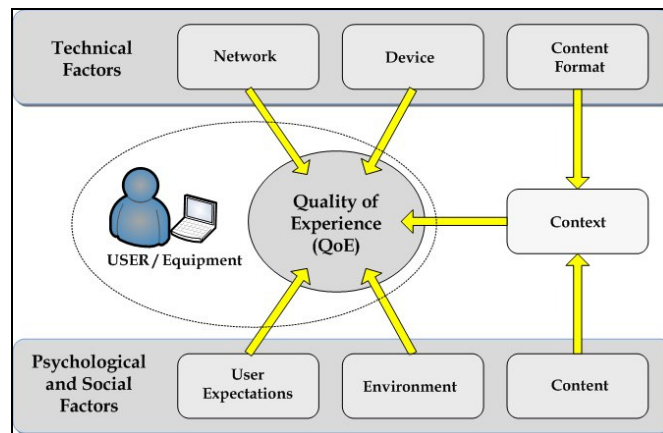 Technical
Factors
Network
Device
Content
Format
Quality of
Experience
(QoE)
Context
USER / Equipment
Psychological
and Social
Factors
User
Expectations
Environment
Content